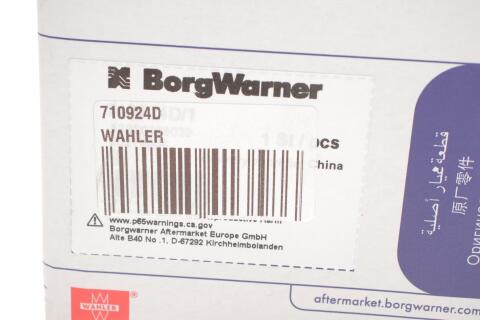 BorgWarner
710924D
WAHLER
1 St / pcs
China
www.p65warnings.ca.gov
Borgwarner Aftermarket Europe GmbH
Alte B40 No .1, D-67292 Kirchheimbolanden
WAHLER
®
قطعة غيار أصلية
原厂零件
aftermarket.borgwarner.com